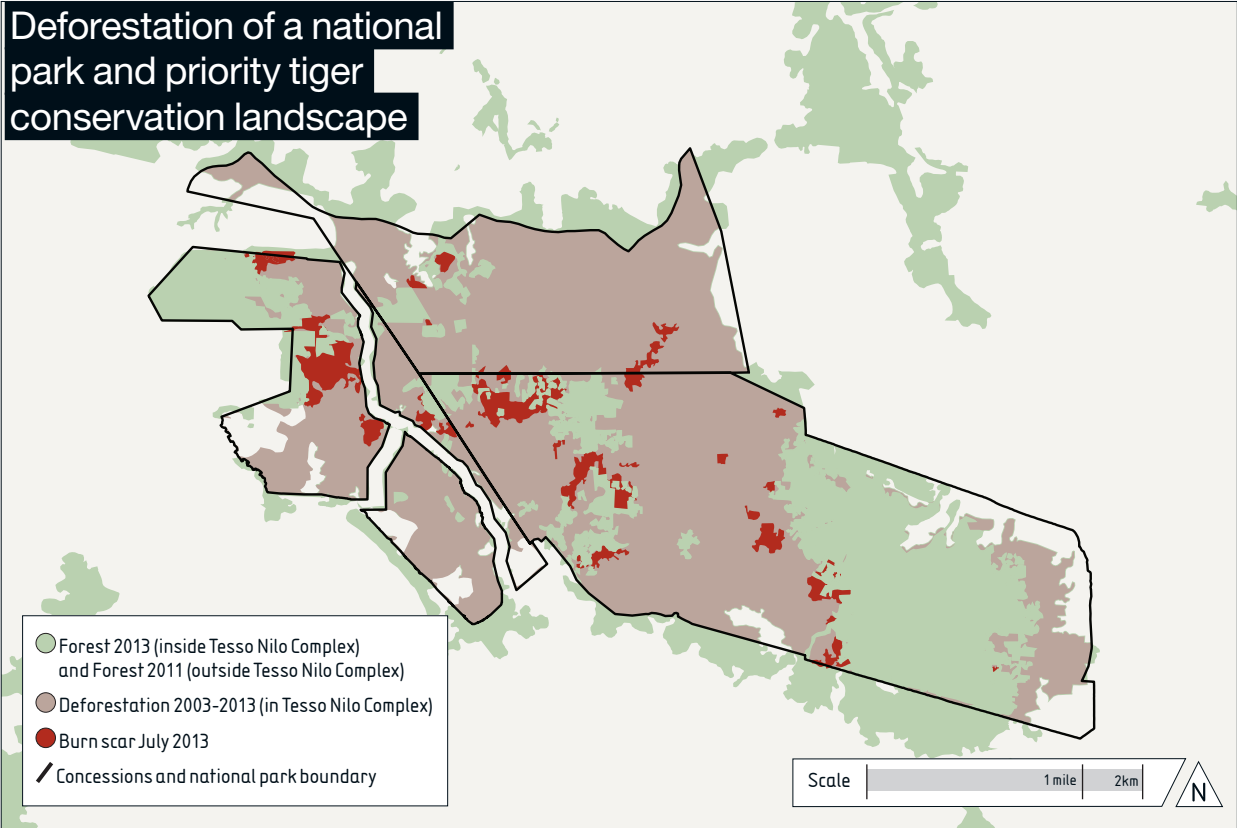 Deforestation of a national
park and priority tiger
conservation landscape
Forest 2013 (inside Tesso Nilo Complex)
and Forest 2011 (outside Tesso Nilo Complex)
Deforestation 2003-2013 (in Tesso Nilo Complex)
Burn scar July 2013
Concessions and national park boundary
Scale
1 mile
2km
N